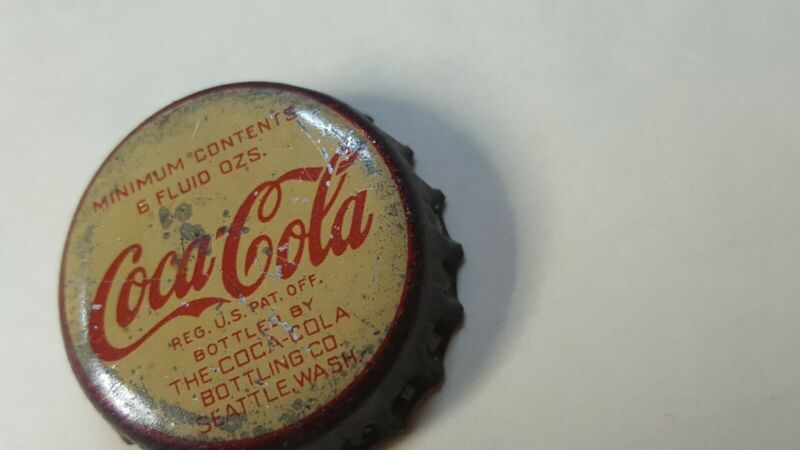 MINIMUM CONTENTS
6 FLUID OZS.
Coca-Cola
REG. U.S. PAT. OFF.
BOTTLED BY
THE COCA-COLA
BOTTLING CO.
SEATTLE, WASH.